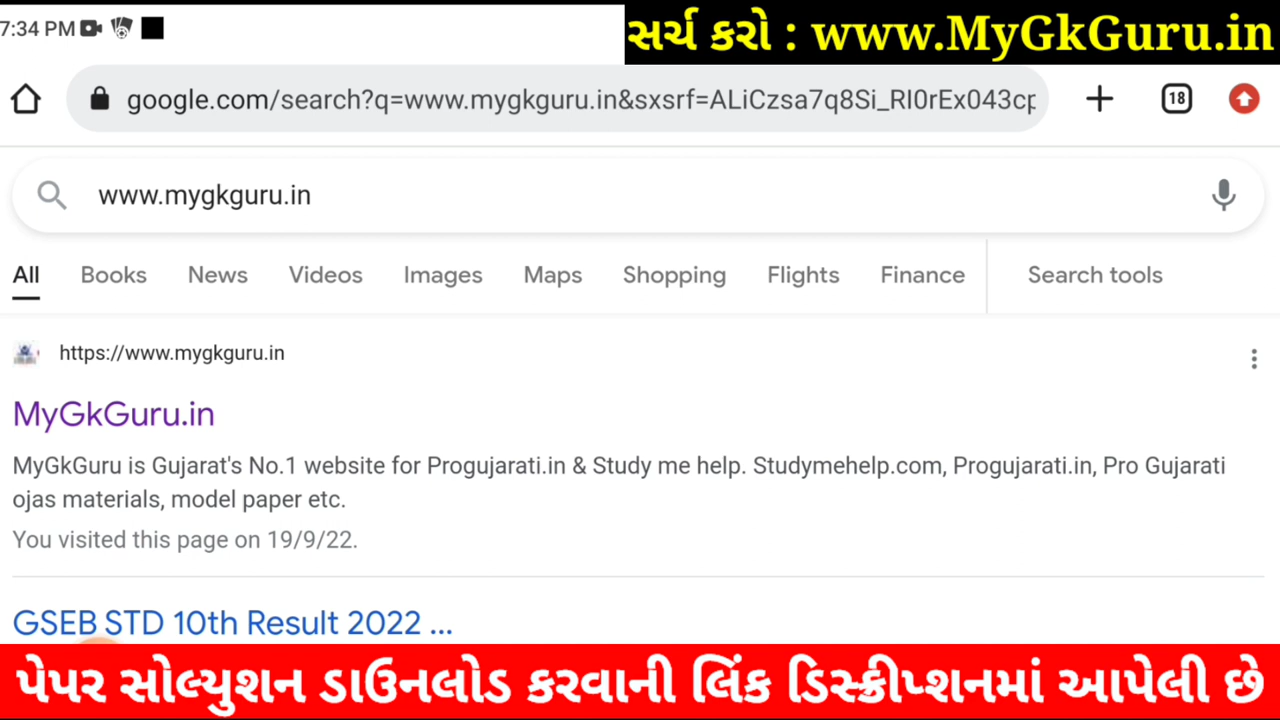 7:34 PM
સર્ચ કરો : www.MyGkGuru.in
google.com/search?q=www.mygkguru.in&sxsrf=ALiCzsa7q8Si_RI0rEx043cp
18
www.mygkguru.in
All Books News Videos Images Maps Shopping Flights Finance Search tools
https://www.mygkguru.in
MyGkGuru.in
MyGkGuru is Gujarat's No.1 website for Progujarati.in & Study me help. Studymehelp.com, Progujarati.in, Pro Gujarati
ojas materials, model paper etc.
You visited this page on 19/9/22.
GSEB STD 10th Result 2022 ...
પેપર સોલ્યુશન ડાઉનલોડ કરવાની લિંક ડિસ્ક્રીપ્શનમાં આપેલી છે